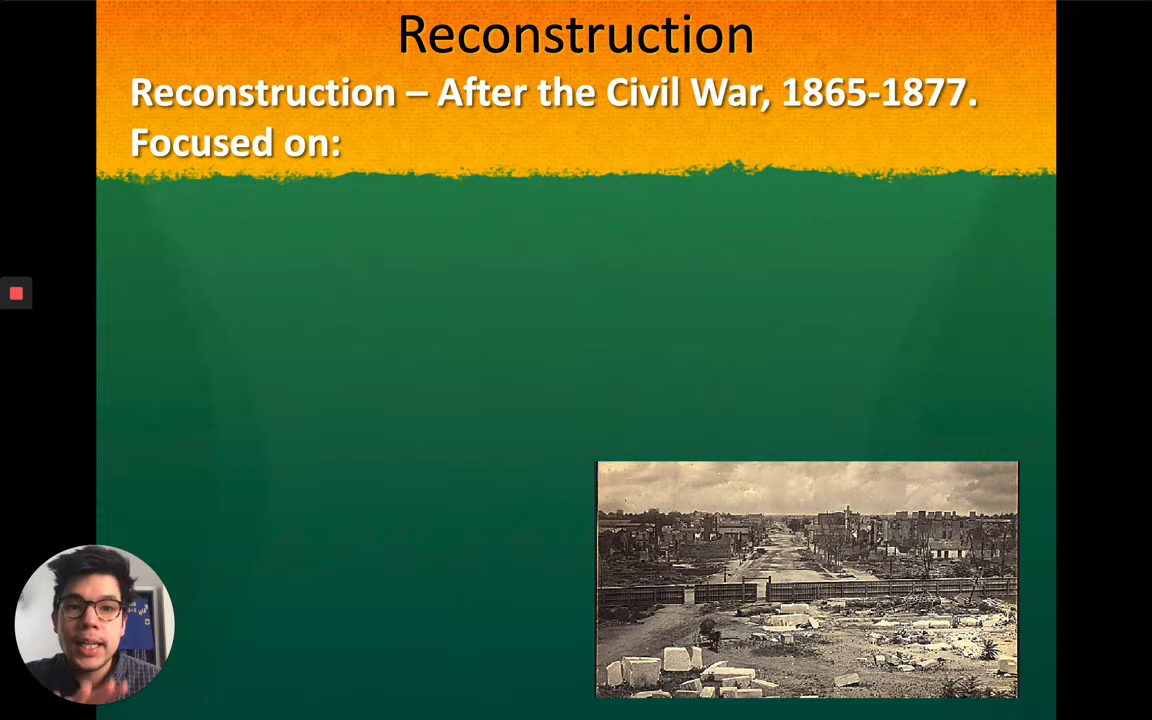 Reconstruction
Reconstruction – After the Civil War, 1865-1877.
Focused on: